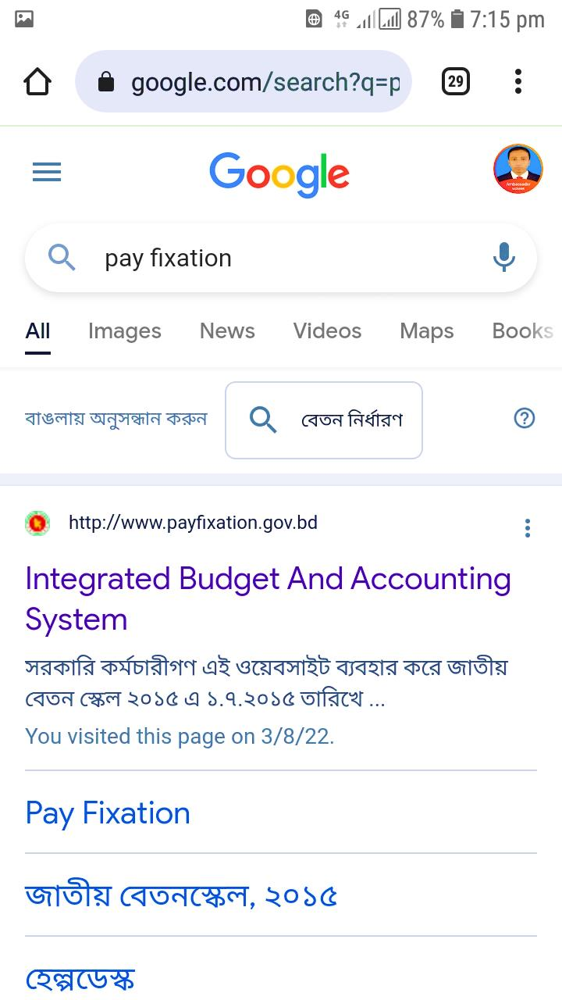 4G 87% 7:15 pm
google.com/search?q=p 29
Google
Ambassador
pay fixation
All Images News Videos Maps Books
বাঙলায় অনুসন্ধান করুন বেতন নির্ধারণ
http://www.payfixation.gov.bd
Integrated Budget And Accounting
System
সরকারি কর্মচারীগণ এই ওয়েবসাইট ব্যবহার করে জাতীয়
বেতন স্কেল ২০১৫ এ ১.৭.২০১৫ তারিখে ...
You visited this page on 3/8/22.
Pay Fixation
জাতীয় বেতনস্কেল, ২০১৫
হেল্পডেস্ক